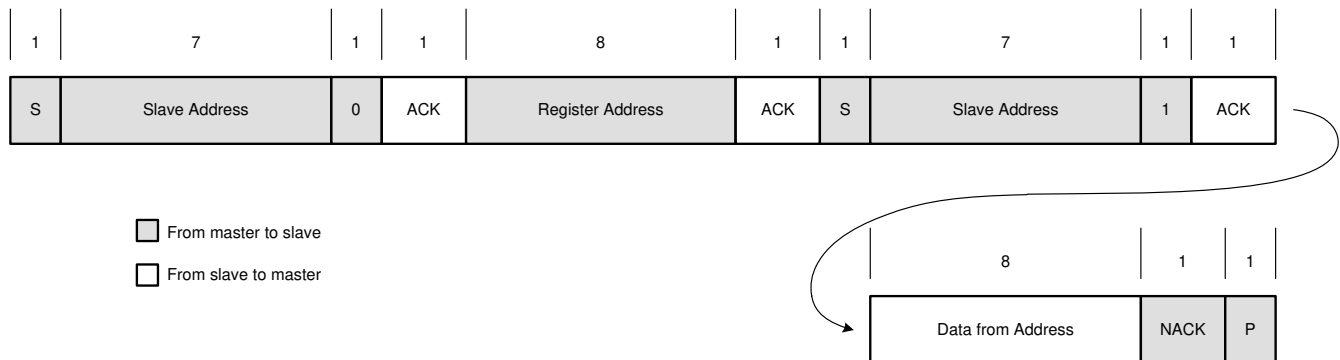 1 7 1 1 8 1 1 7 1 1
S Slave Address 0 ACK Register Address ACK S Slave Address 1 ACK
From master to slave
From slave to master
8 1 1
Data from Address NACK P